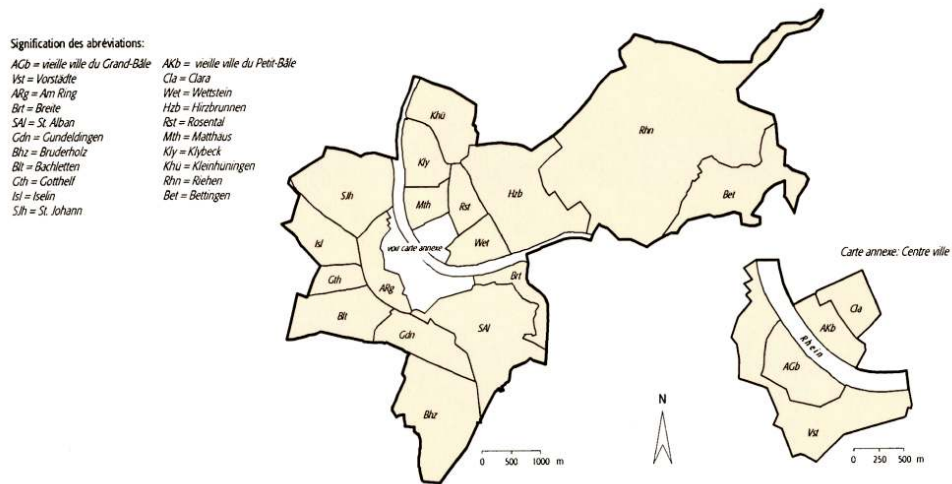 Signification des abréviations:
AGb = vieille ville du Grand-Bâle
Vst = Vorstädte
ARg = Am Ring
Brt = Breite
SAl = St. Alban
Gdn = Gundeldingen
Bhz = Bruderholz
Blt = Bachletten
Gth = Gotthelf
Isl = Iselin
SJh = St. Johann
AKb = vieille ville du Petit-Bâle
Cla = Clara
Wet = Wettstein
Hzb = Hirzbrunnen
Rst = Rosental
Mth = Matthäus
Kly = Klybeck
Khü = Kleinhüningen
Rhn = Riehen
Bet = Bettingen
Khü
Rhn
Kly
Hzb
Bet
SJh
Mth
Rst
Isl
voir carte annexe
Wet
Gth
ARg
Brt
Blt
Gdn
SAl
Bhz
N
0 500 1000 m
Carte annexe: Centre ville
Cla
AKb
Rhein
AGb
Vst
0 250 500 m